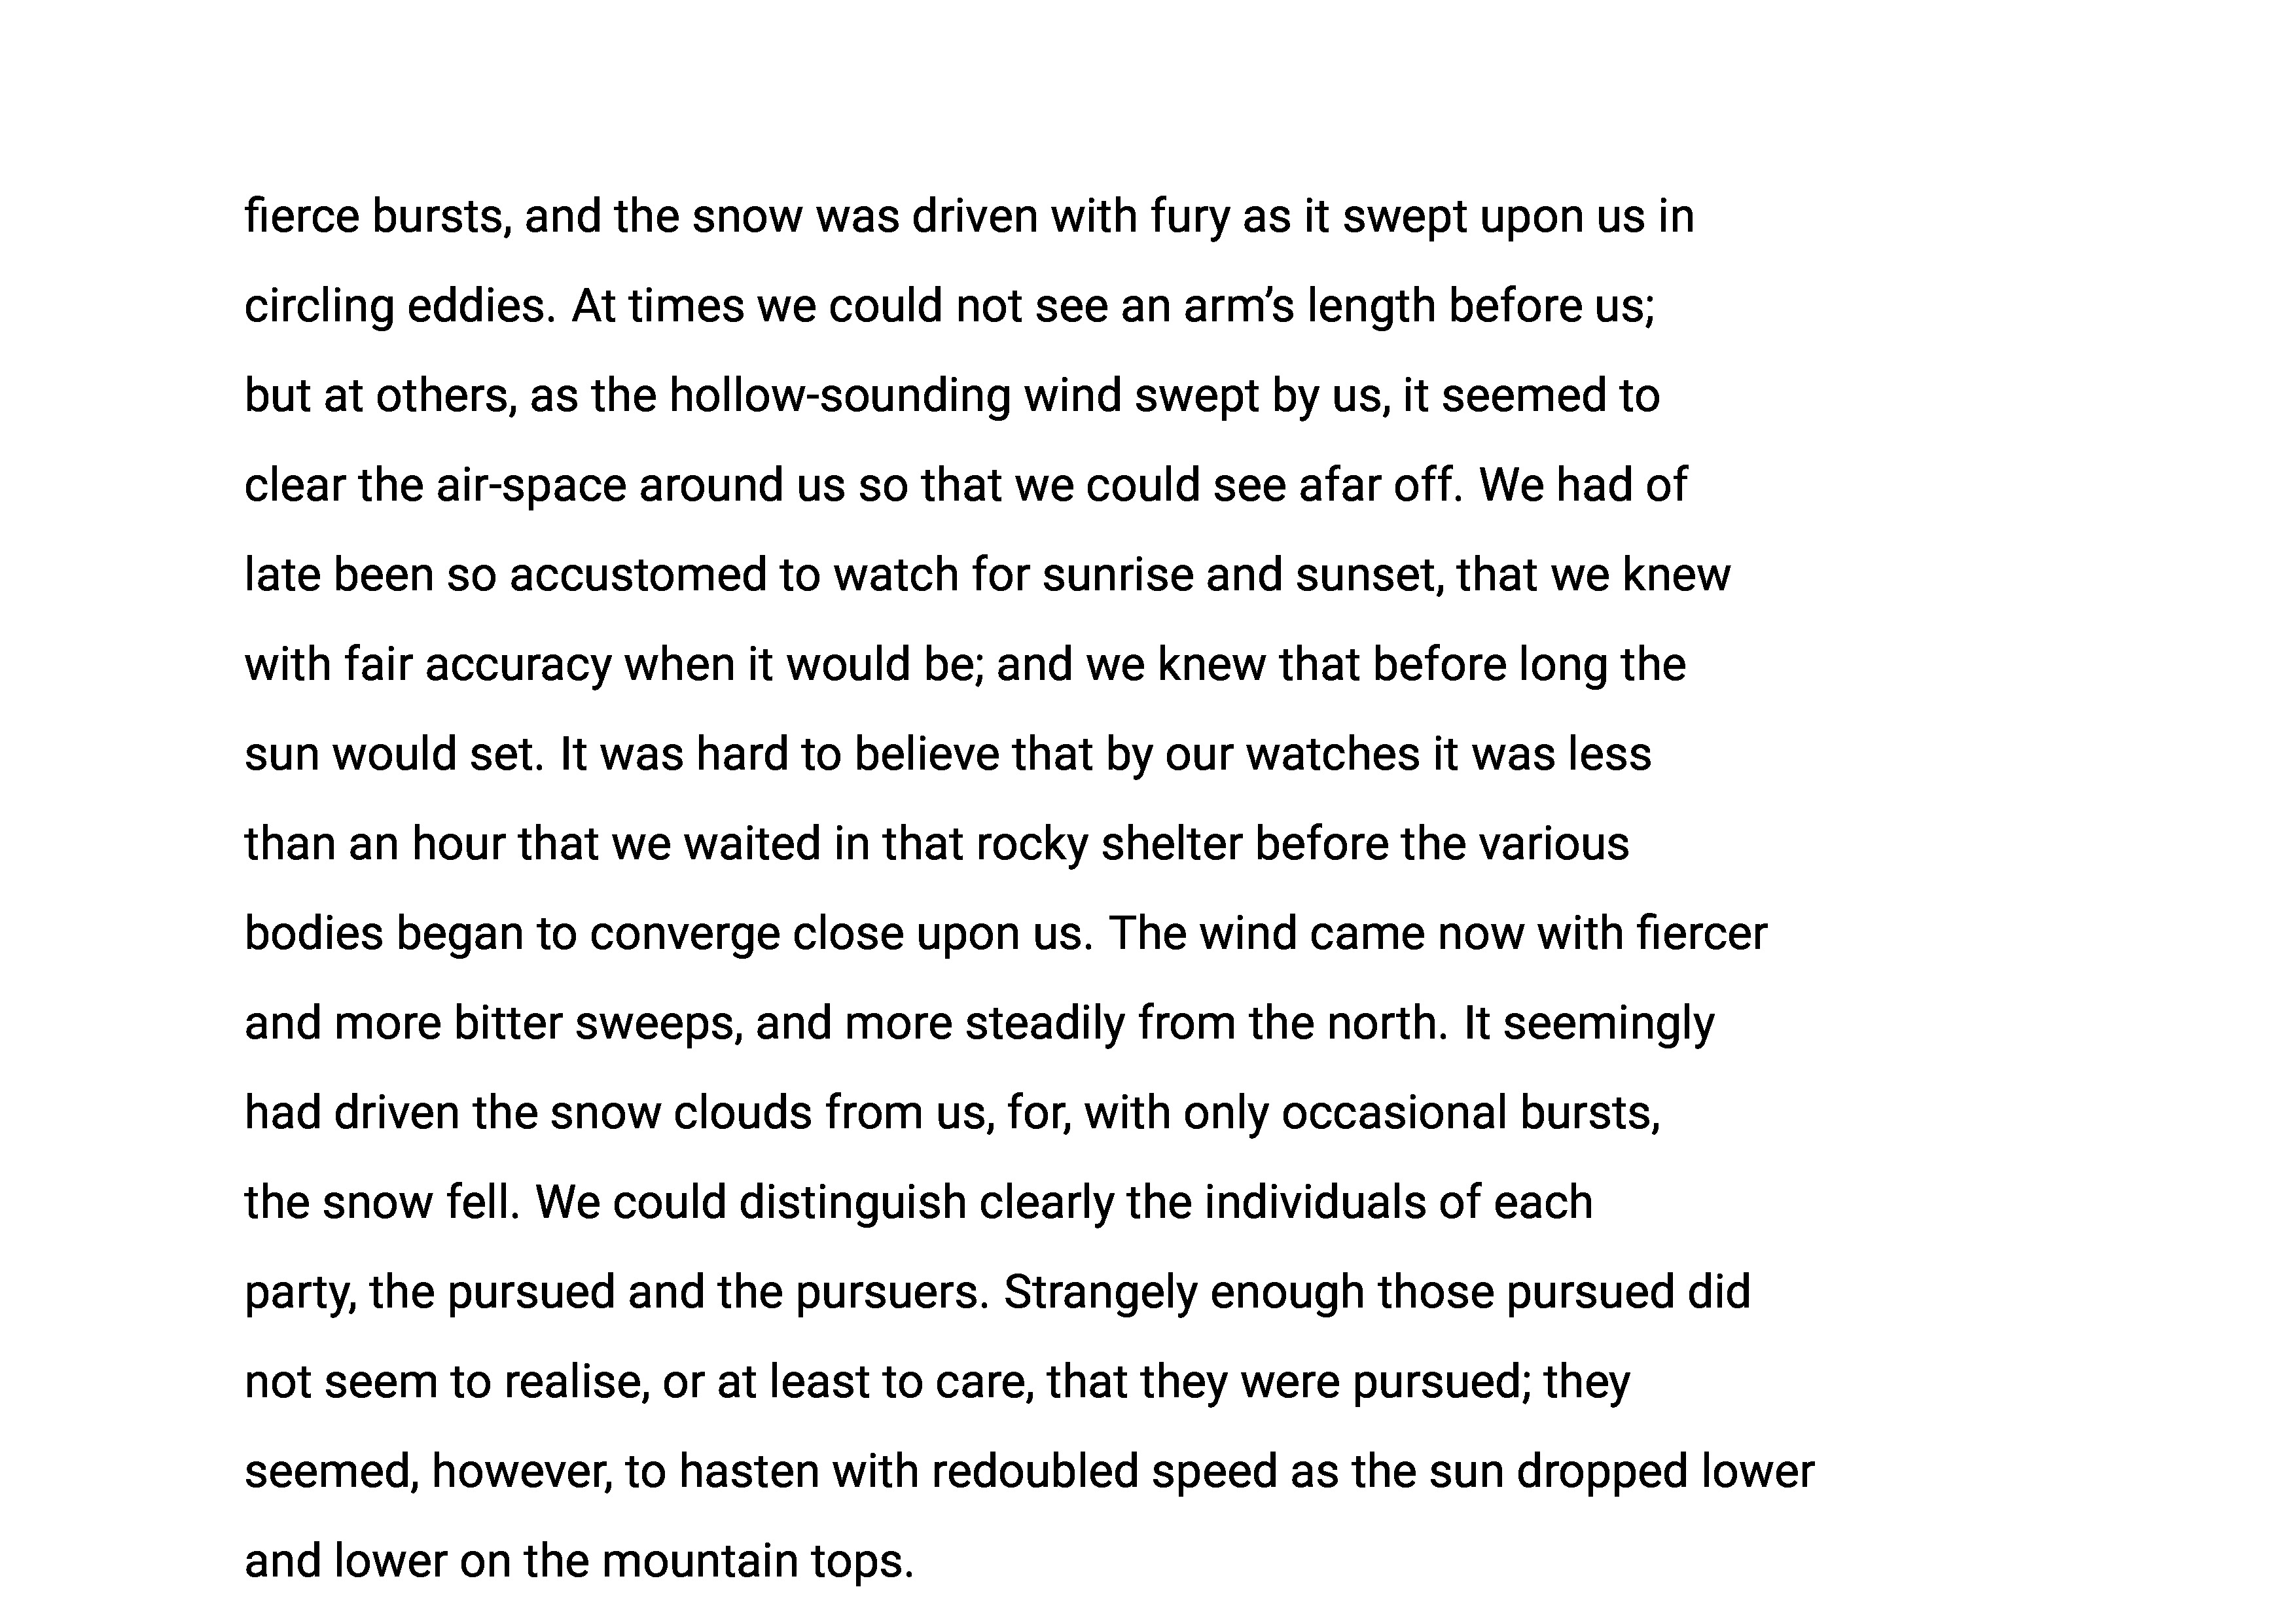 fierce bursts, and the snow was driven with fury as it swept upon us in
circling eddies. At times we could not see an arm’s length before us;
but at others, as the hollow-sounding wind swept by us, it seemed to
clear the air-space around us so that we could see afar off. We had of
late been so accustomed to watch for sunrise and sunset, that we knew
with fair accuracy when it would be; and we knew that before long the
sun would set. It was hard to believe that by our watches it was less
than an hour that we waited in that rocky shelter before the various
bodies began to converge close upon us. The wind came now with fiercer
and more bitter sweeps, and more steadily from the north. It seemingly
had driven the snow clouds from us, for, with only occasional bursts,
the snow fell. We could distinguish clearly the individuals of each
party, the pursued and the pursuers. Strangely enough those pursued did
not seem to realise, or at least to care, that they were pursued; they
seemed, however, to hasten with redoubled speed as the sun dropped lower
and lower on the mountain tops.